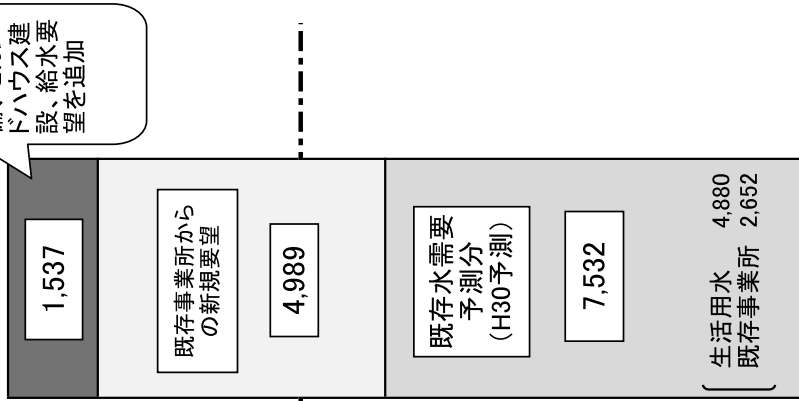 ドハウス建
設、給水要
望を追加
1,537
既存事業所から
の新規要望
4,989
既存水需要
予測分
（H30予測）
7,532
生活用水 4,880
既存事業所 2,652